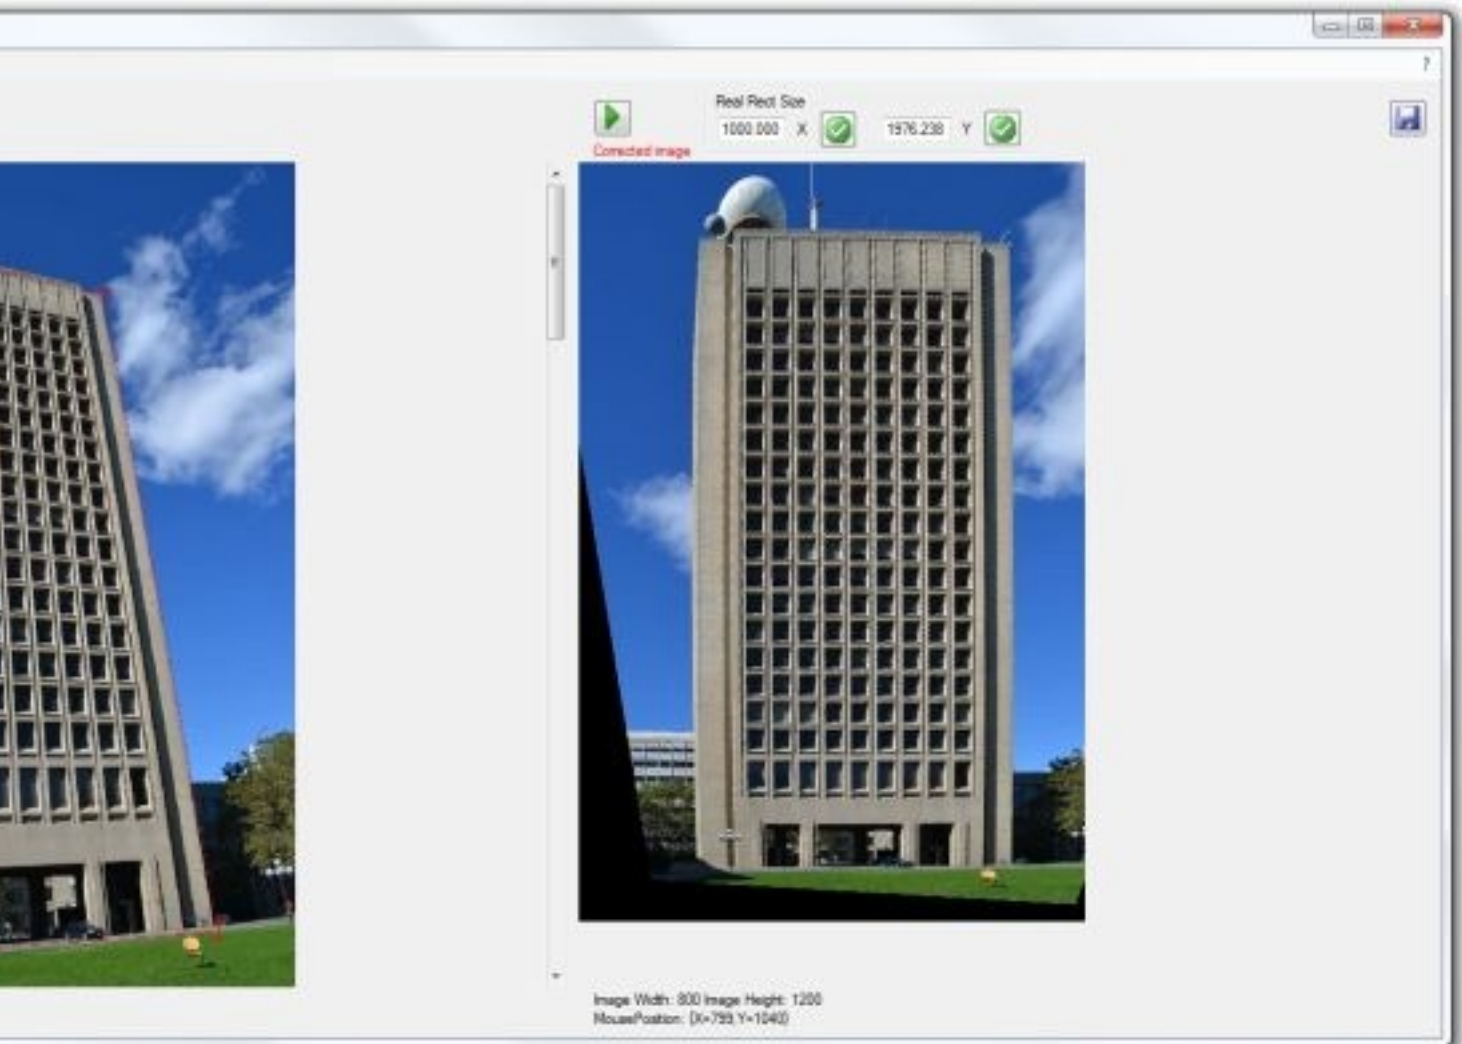 ?
Real Rect Size
1000.000 X 1976.238 Y
Corrected image
Image Width: 800 Image Height: 1200
MousePosition: {X=799,Y=1040}